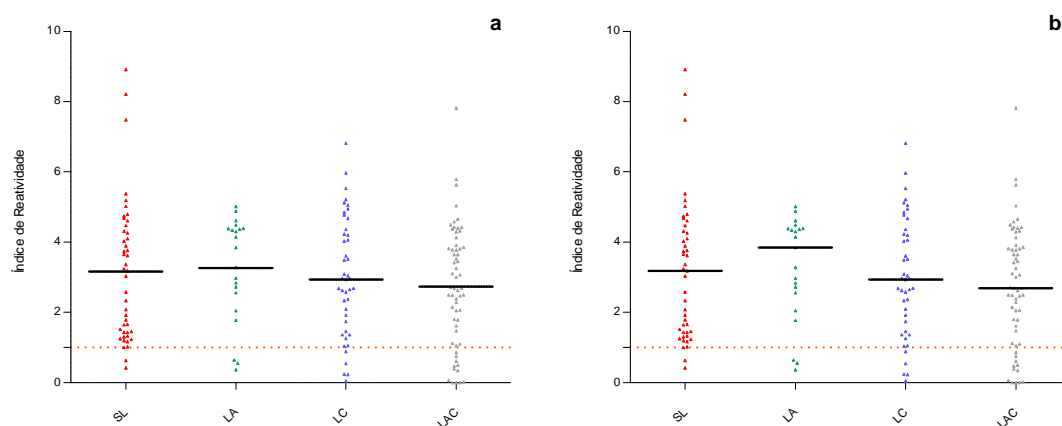 a
Índice de Reatividade
10
8
6
4
2
0
SL
LA
LC
LAC
b
Índice de Reatividade
10
8
6
4
2
0
SL
LA
LC
LAC